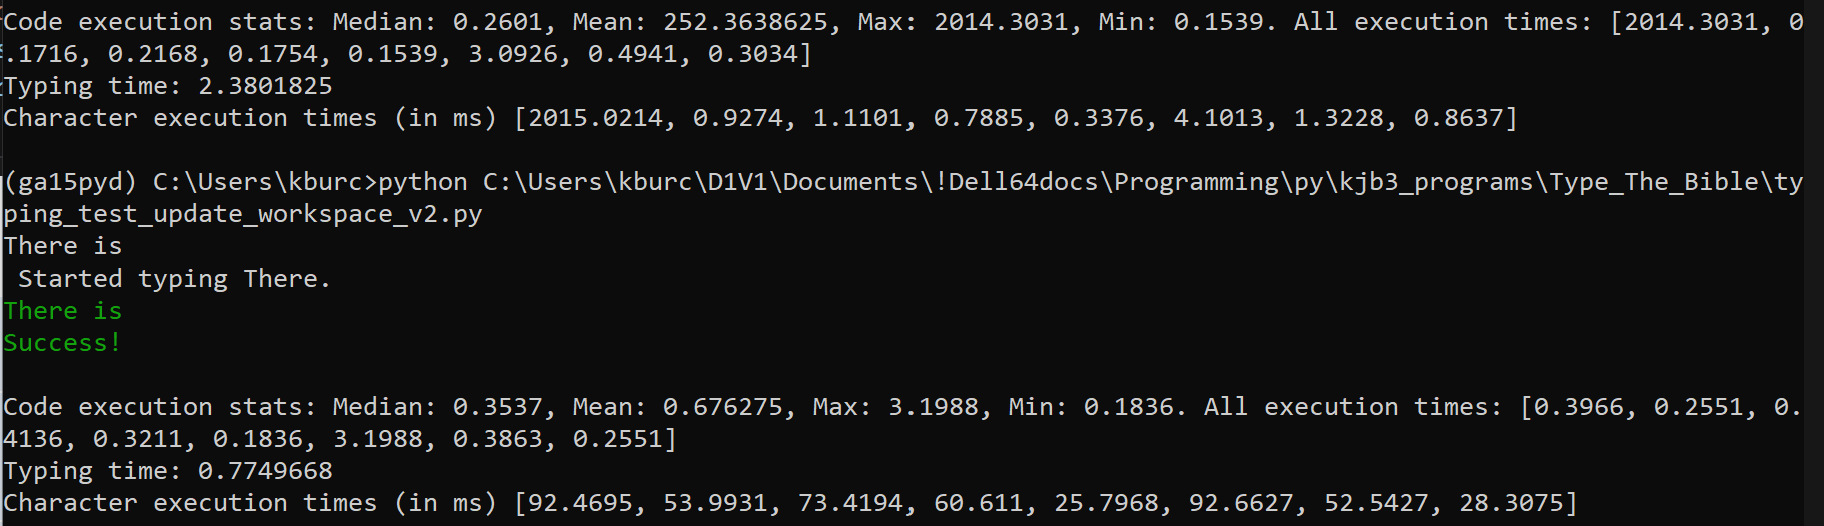 Code execution stats: Median: 0.2601, Mean: 252.3638625, Max: 2014.3031, Min: 0.1539. All execution times: [2014.3031, 0
.1716, 0.2168, 0.1754, 0.1539, 3.0926, 0.4941, 0.3034]
Typing time: 2.3801825
Character execution times (in ms) [2015.0214, 0.9274, 1.1101, 0.7885, 0.3376, 4.1013, 1.3228, 0.8637]
(ga15pyd) C:\Users\kburc>python C:\Users\kburc\D1V1\Documents\!Dell64docs\Programming\py\kjb3_programs\Type_The_Bible\ty
ping_test_update_workspace_v2.py
There is
 Started typing There.
There is
Success!
Code execution stats: Median: 0.3537, Mean: 0.676275, Max: 3.1988, Min: 0.1836. All execution times: [0.3966, 0.2551, 0.
4136, 0.3211, 0.1836, 3.1988, 0.3863, 0.2551]
Typing time: 0.7749668
Character execution times (in ms) [92.4695, 53.9931, 73.4194, 60.611, 25.7968, 92.6627, 52.5427, 28.3075]